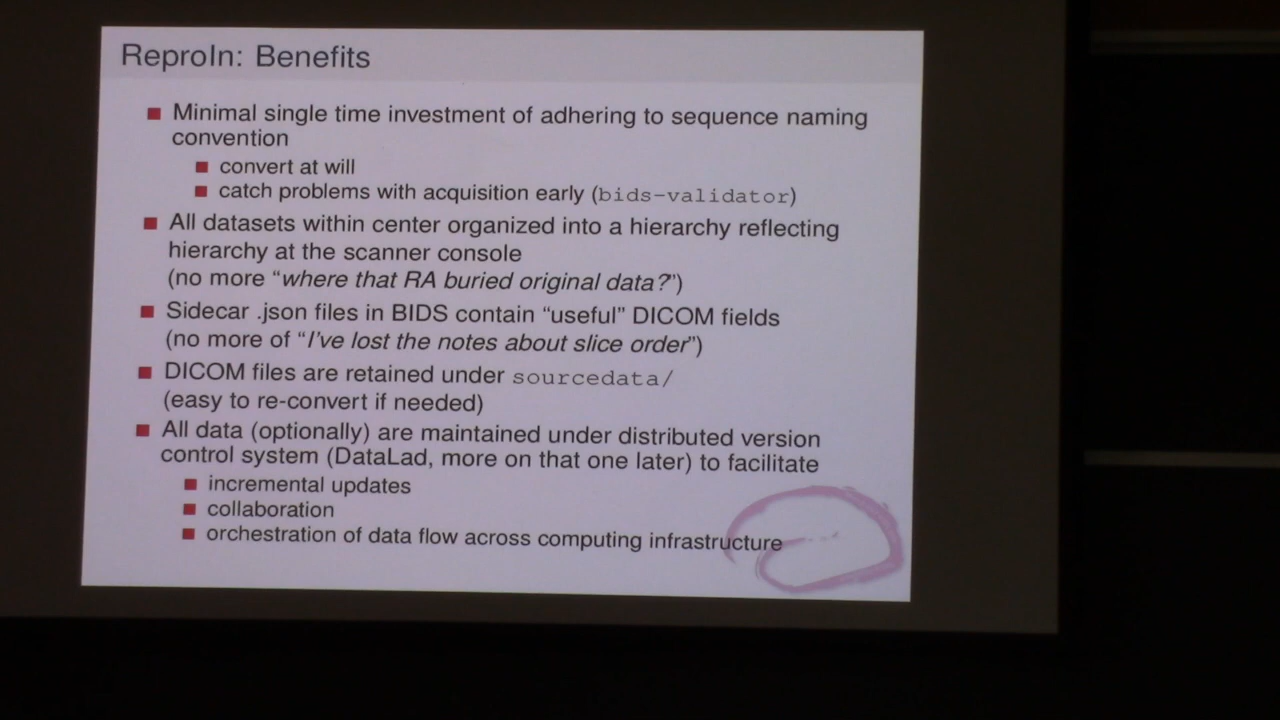 ReproIn: Benefits
Minimal single time investment of adhering to sequence naming
convention
convert at will
catch problems with acquisition early (bids-validator)
All datasets within center organized into a hierarchy reflecting
hierarchy at the scanner console
(no more “where that RA buried original data?”)
Sidecar .json files in BIDS contain “useful” DICOM fields
(no more of “I've lost the notes about slice order”)
DICOM files are retained under sourcedata/
(easy to re-convert if needed)
All data (optionally) are maintained under distributed version
control system (DataLad, more on that one later) to facilitate
incremental updates
collaboration
orchestration of data flow across computing infrastructure